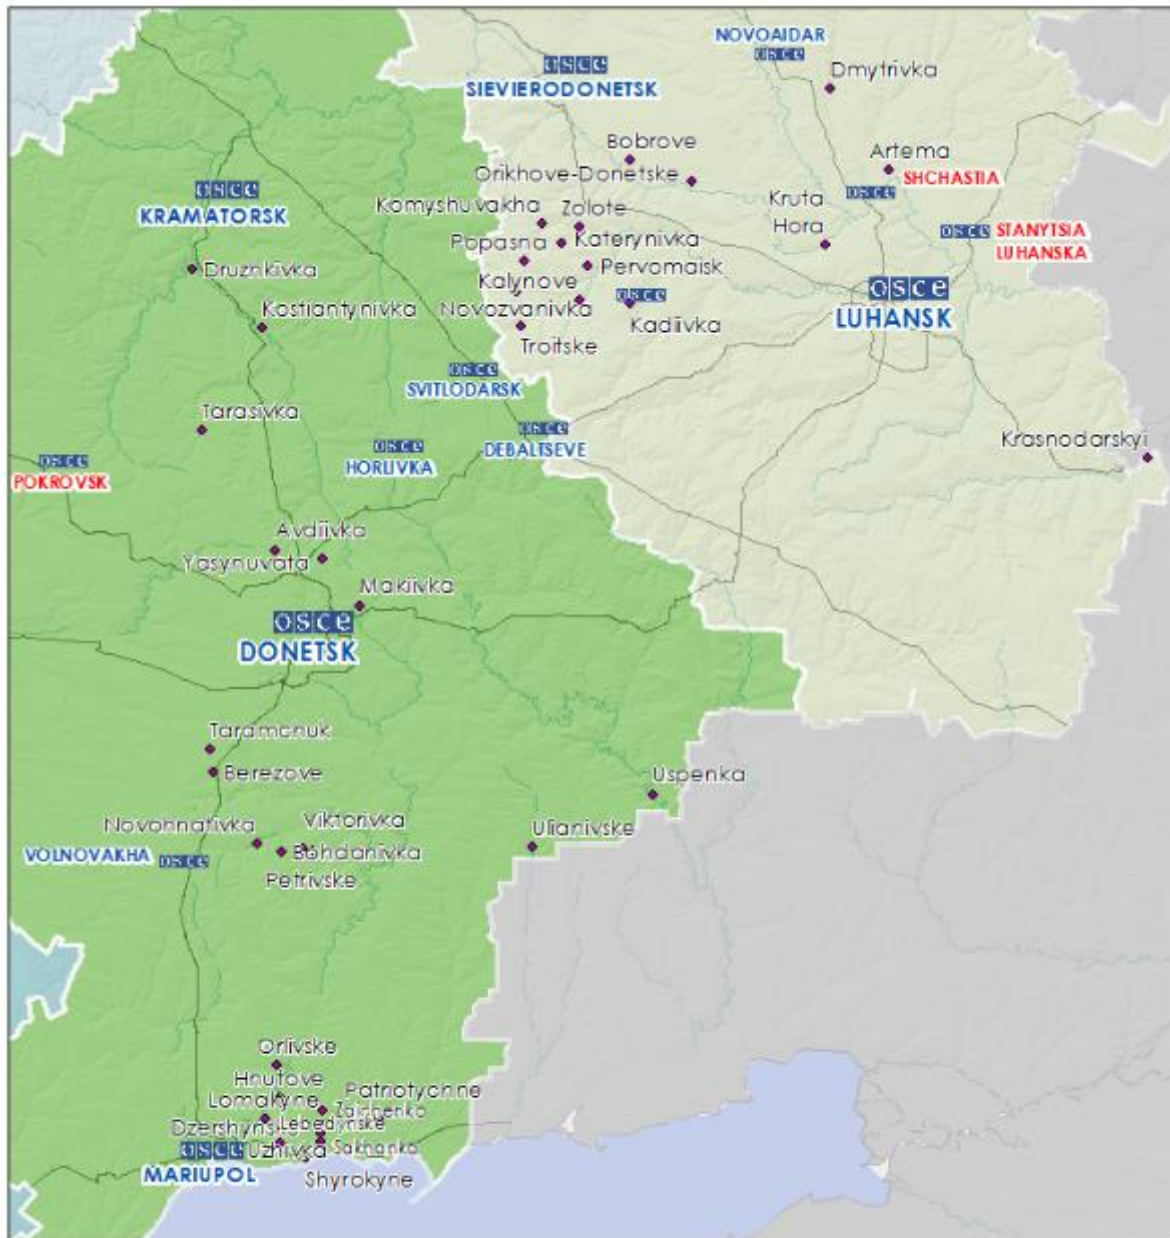 NOVOAIDAR
osce
osce
SIEVIERODONETSK
Dmytrivka
Bobrove
Artema
Orikhove-Donetske
SHCHASTIA
osce
osce
KRAMATORSK
Komyshuvakha
Zolote
Kruta
Hora
osce
STANYTSIA
LUHANSKA
Popasna
Katerynivka
Druzhkivka
Pervomaisk
Kalynove
osce
osce
LUHANSK
Kostiantynivka
Novozvanivka
Kadiivka
Troitske
osce
SVITLODARSK
Tarasivka
osce
DEBALTSEVE
osce
HORLIVKA
Krasnodarskyi
osce
POKROVSK
Avdiivka
Yasynuvata
Makiivka
osce
DONETSK
Taramchuk
Berezove
Uspenka
Novohnativka
Viktorivka
Ulianivske
VOLNOVAKHA
osce
Bohdanivka
Petrivske
Orlivske
Hnutove
Patriotychne
Lomakyne
Zaichenko
Lebedynske
osce
Uzhivka
Sakhanka
MARIUPOL
Shyrokyne